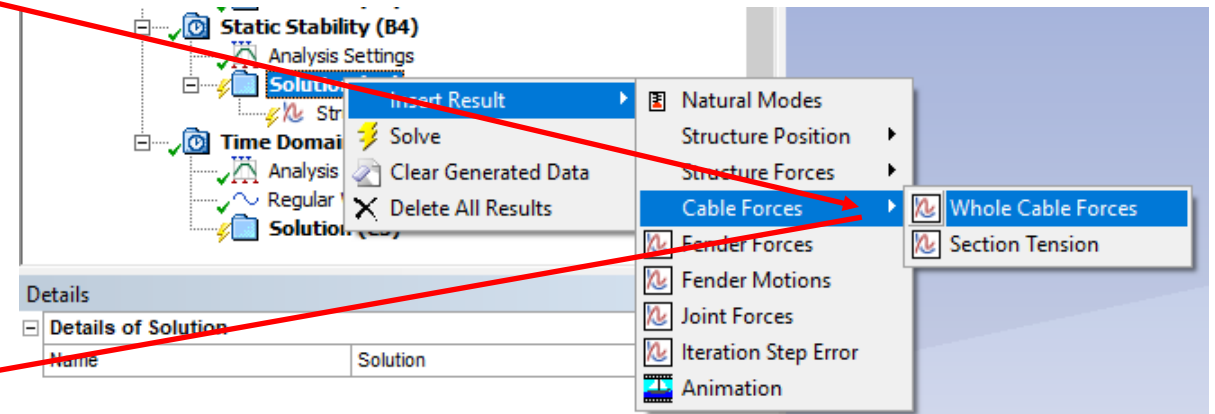 Static Stability (B4)
Analysis Settings
Solution
Insert Result
Natural Modes
Str
Solve
Structure Position
Time Domai
Analysis
Clear Generated Data
Structure Forces
Regular
Delete All Results
Cable Forces
Whole Cable Forces
Solution
Fender Forces
Section Tension
Fender Motions
Details
Joint Forces
Details of Solution
Name
Solution
Iteration Step Error
Animation